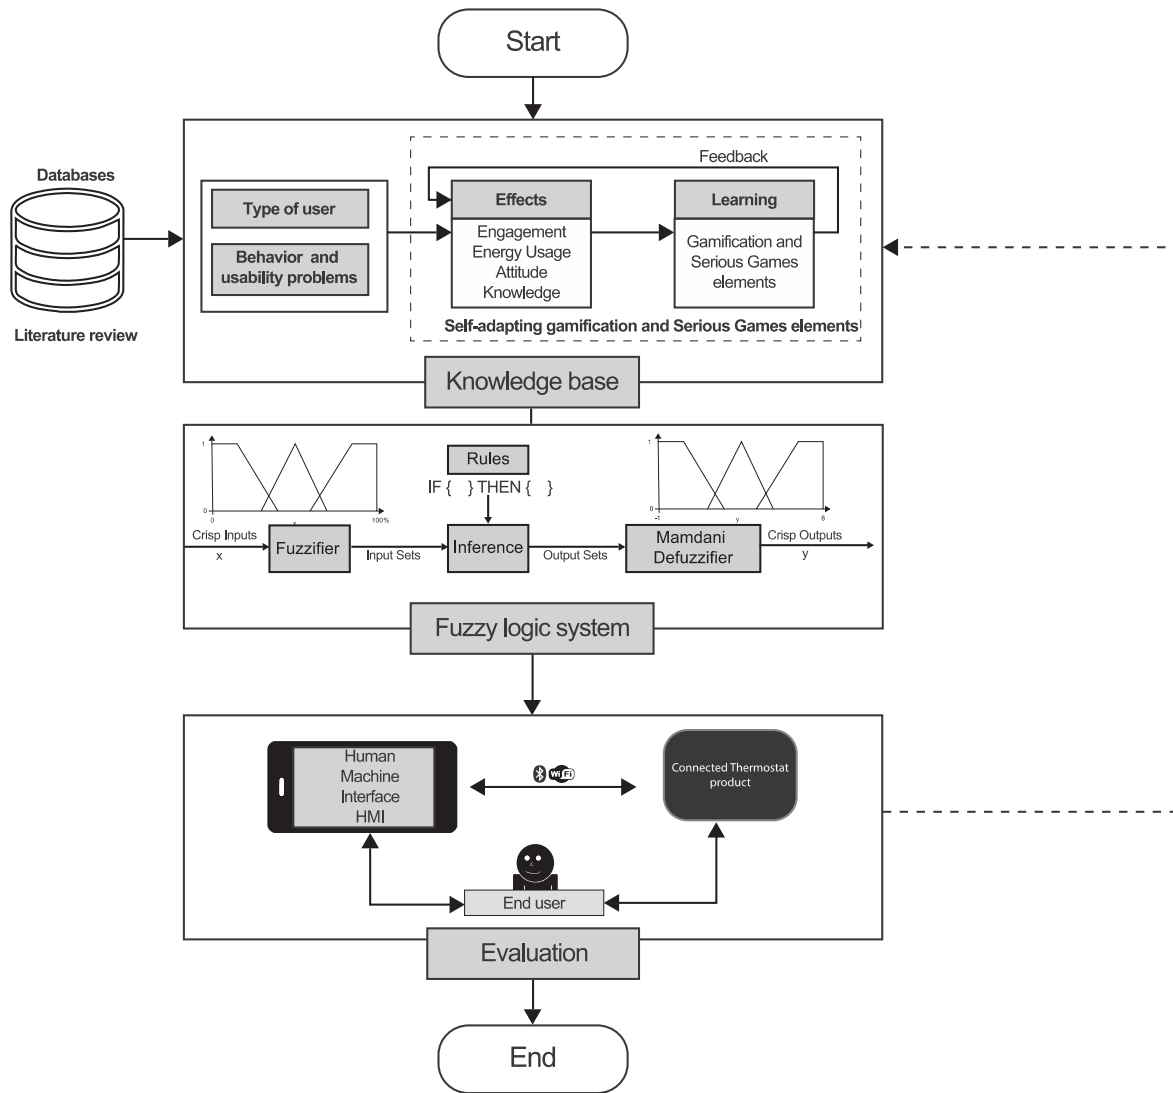 Start
Feedback
Databases
Type of user
Effects
Learning
Behavior and
usability problems
Engagement
Energy Usage
Attitude
Knowledge
Gamification and
Serious Games
elements
Literature review
Self-adapting gamification and Serious Games elements
Knowledge base
1
0
0
x
100%
Rules
IF { } THEN { }
1
0
-1
y
8
Crisp Inputs
x
Fuzzifier
Input Sets
Inference
Output Sets
Mamdani
Defuzzifier
Crisp Outputs
y
Fuzzy logic system
Human
Machine
Interface
HMI
WiFi
Connected Thermostat
product
End user
Evaluation
End